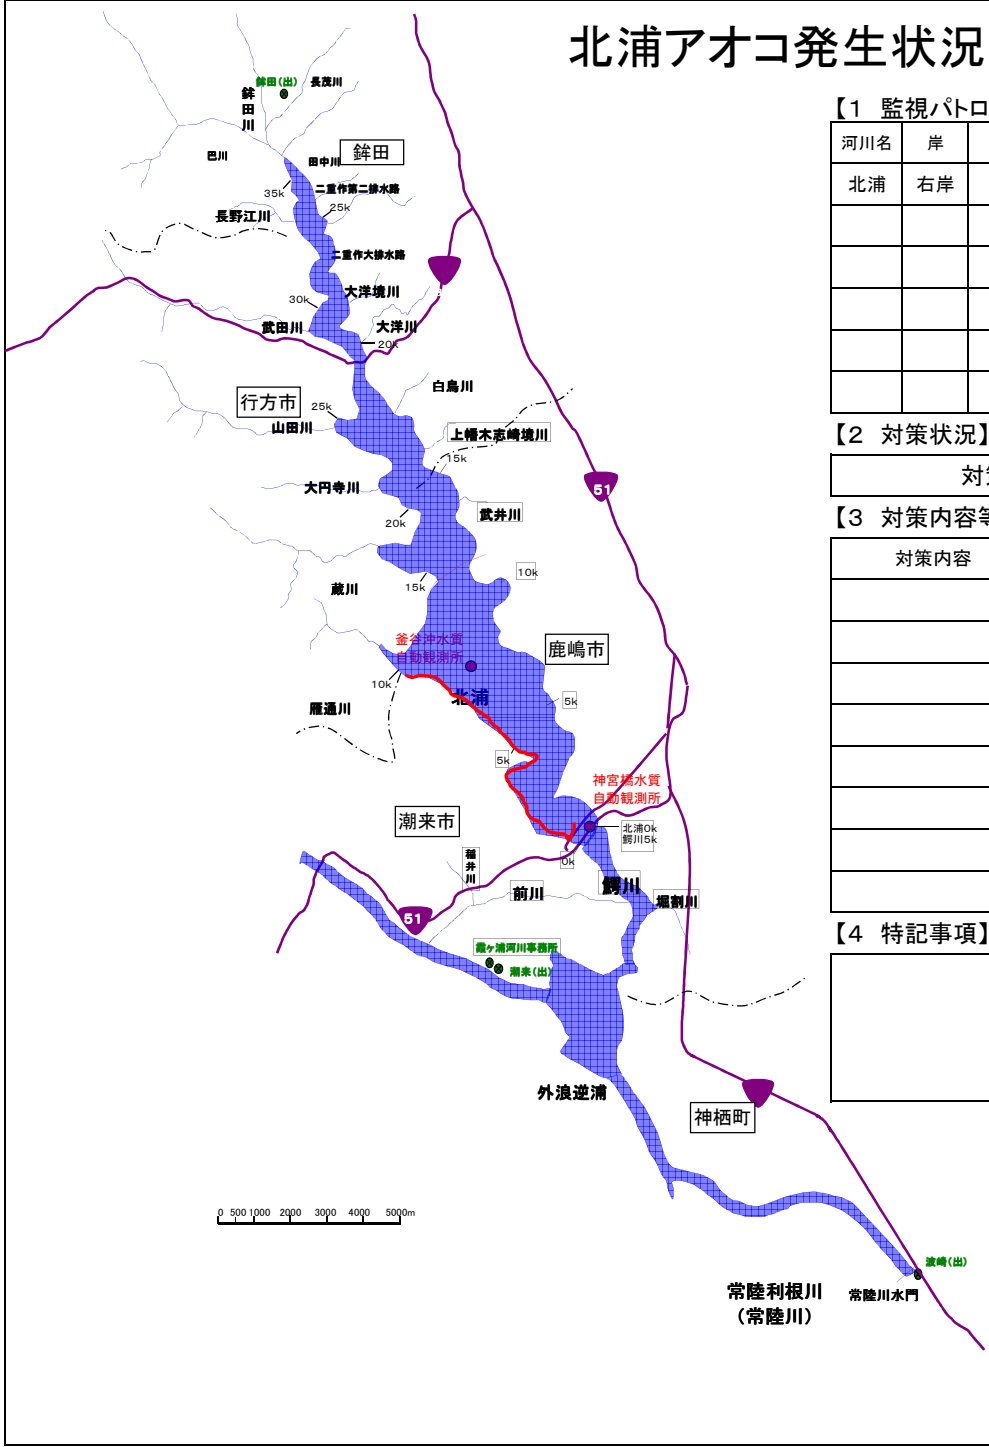 北浦アオコ発生状況
鉾田（出）
長茂川
鉾田川
巴川
田中川
鉾田
35k
二重作第二排水路
25k
長野江川
二重作大排水路
大洋境川
30k
武田川
大洋川
20k
白鳥川
行方市
25k
山田川
上幡木志崎境川
15k
51
大円寺川
武井川
20k
10k
15k
蔵川
釜谷沖水質
自動観測所
鹿嶋市
10k
北浦
5k
雁通川
5k
神宮橋水質
自動観測所
潮来市
北浦0k
鰐川5k
稲井川
0k
前川
鰐川
堀割川
51
霞ヶ浦河川事務所
潮来（出）
外浪逆浦
神栖町
0 500 1000 2000 3000 4000 5000m
波崎（出）
常陸利根川
（常陸川）
常陸川水門
【1 監視パトロ
河川名 岸
北浦 右岸
【2 対策状況】
対策
【3 対策内容等
対策内容
【4 特記事項】